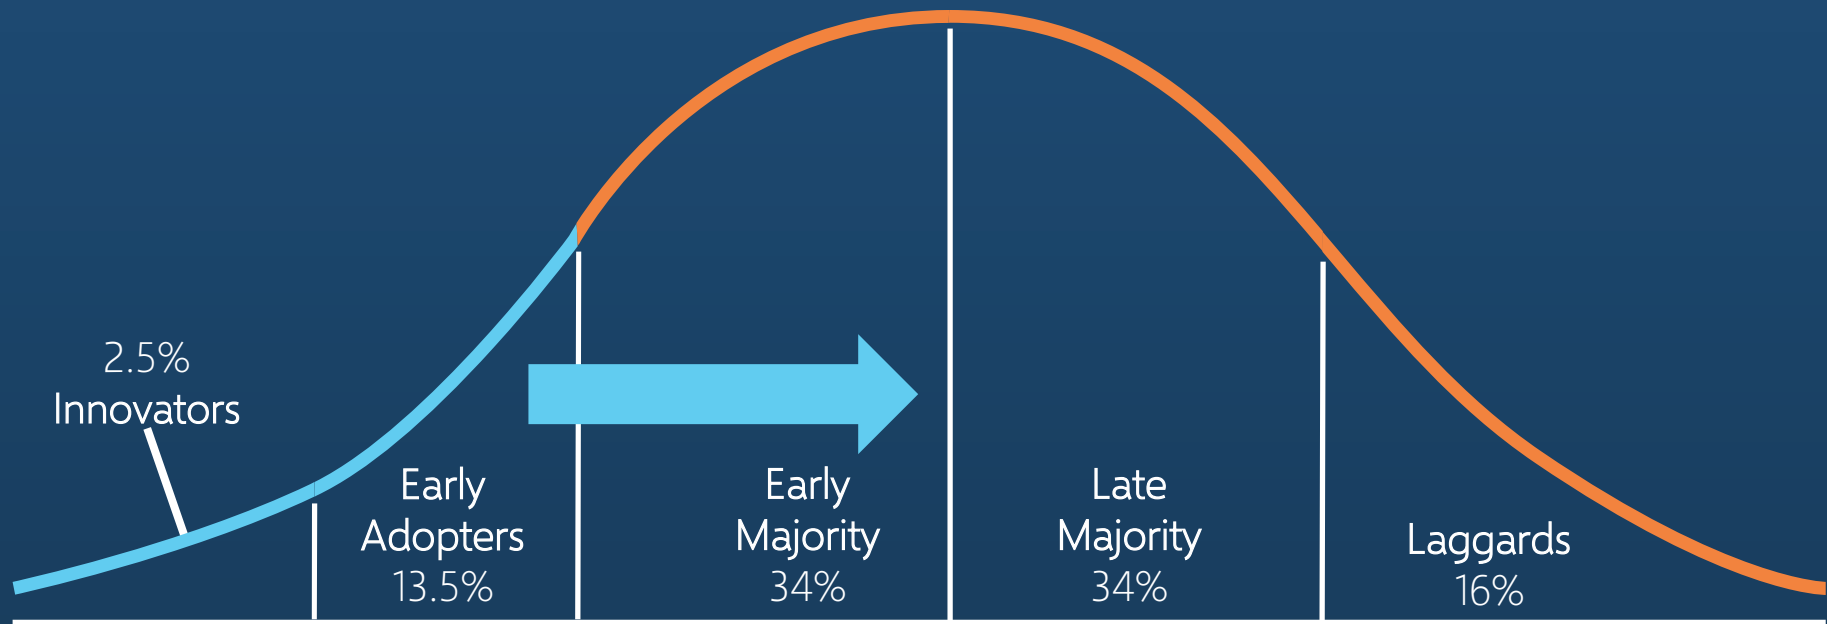 2.5%
Innovators
Early
Adopters
13.5%
Early
Majority
34%
Late
Majority
34%
Laggards
16%